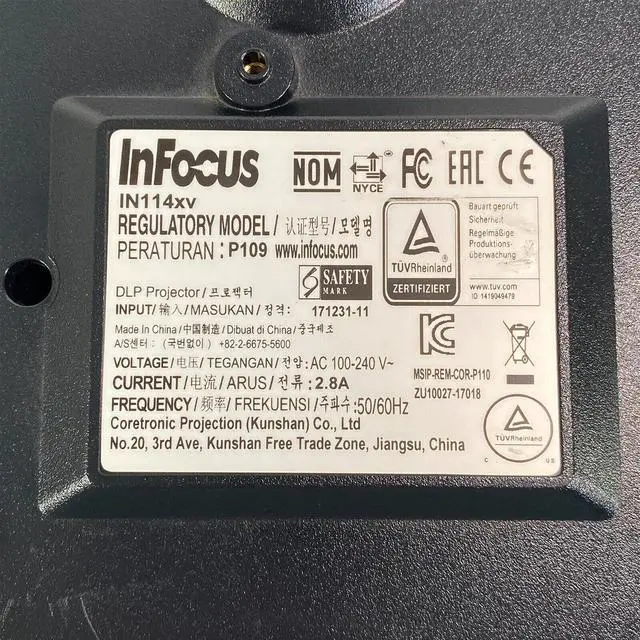 InFocus
NOM NYCE FC EAC CE
IN114xv
REGULATORY MODEL / 认证型号/모델명
PERATURAN : P109 www.infocus.com
Bauart geprüft
Sicherheit
Regelmäßige
Produktions-
überwachung
TÜVRheinland
ZERTIFIZIERT
www.tuv.com
ID 1419049479
DLP Projector/프로젝터
SAFETY
MARK
INPUT/输入/MASUKAN/정격: 171231-11
Made in China/中国制造/Dibuat di China/중국제조
A/S센터: (국번없이) +82-2-6675-5600
VOLTAGE/电压/TEGANGAN/전압: AC 100-240 V~
CURRENT/电流/ARUS/전류: 2.8A
FREQUENCY/频率/FREKUENSI/주파수:50/60Hz
MSIP-REM-COR-P110
ZU10027-17018
Coretronic Projection (Kunshan) Co., Ltd
No.20, 3rd Ave, Kunshan Free Trade Zone, Jiangsu, China
TÜVRheinland
C US